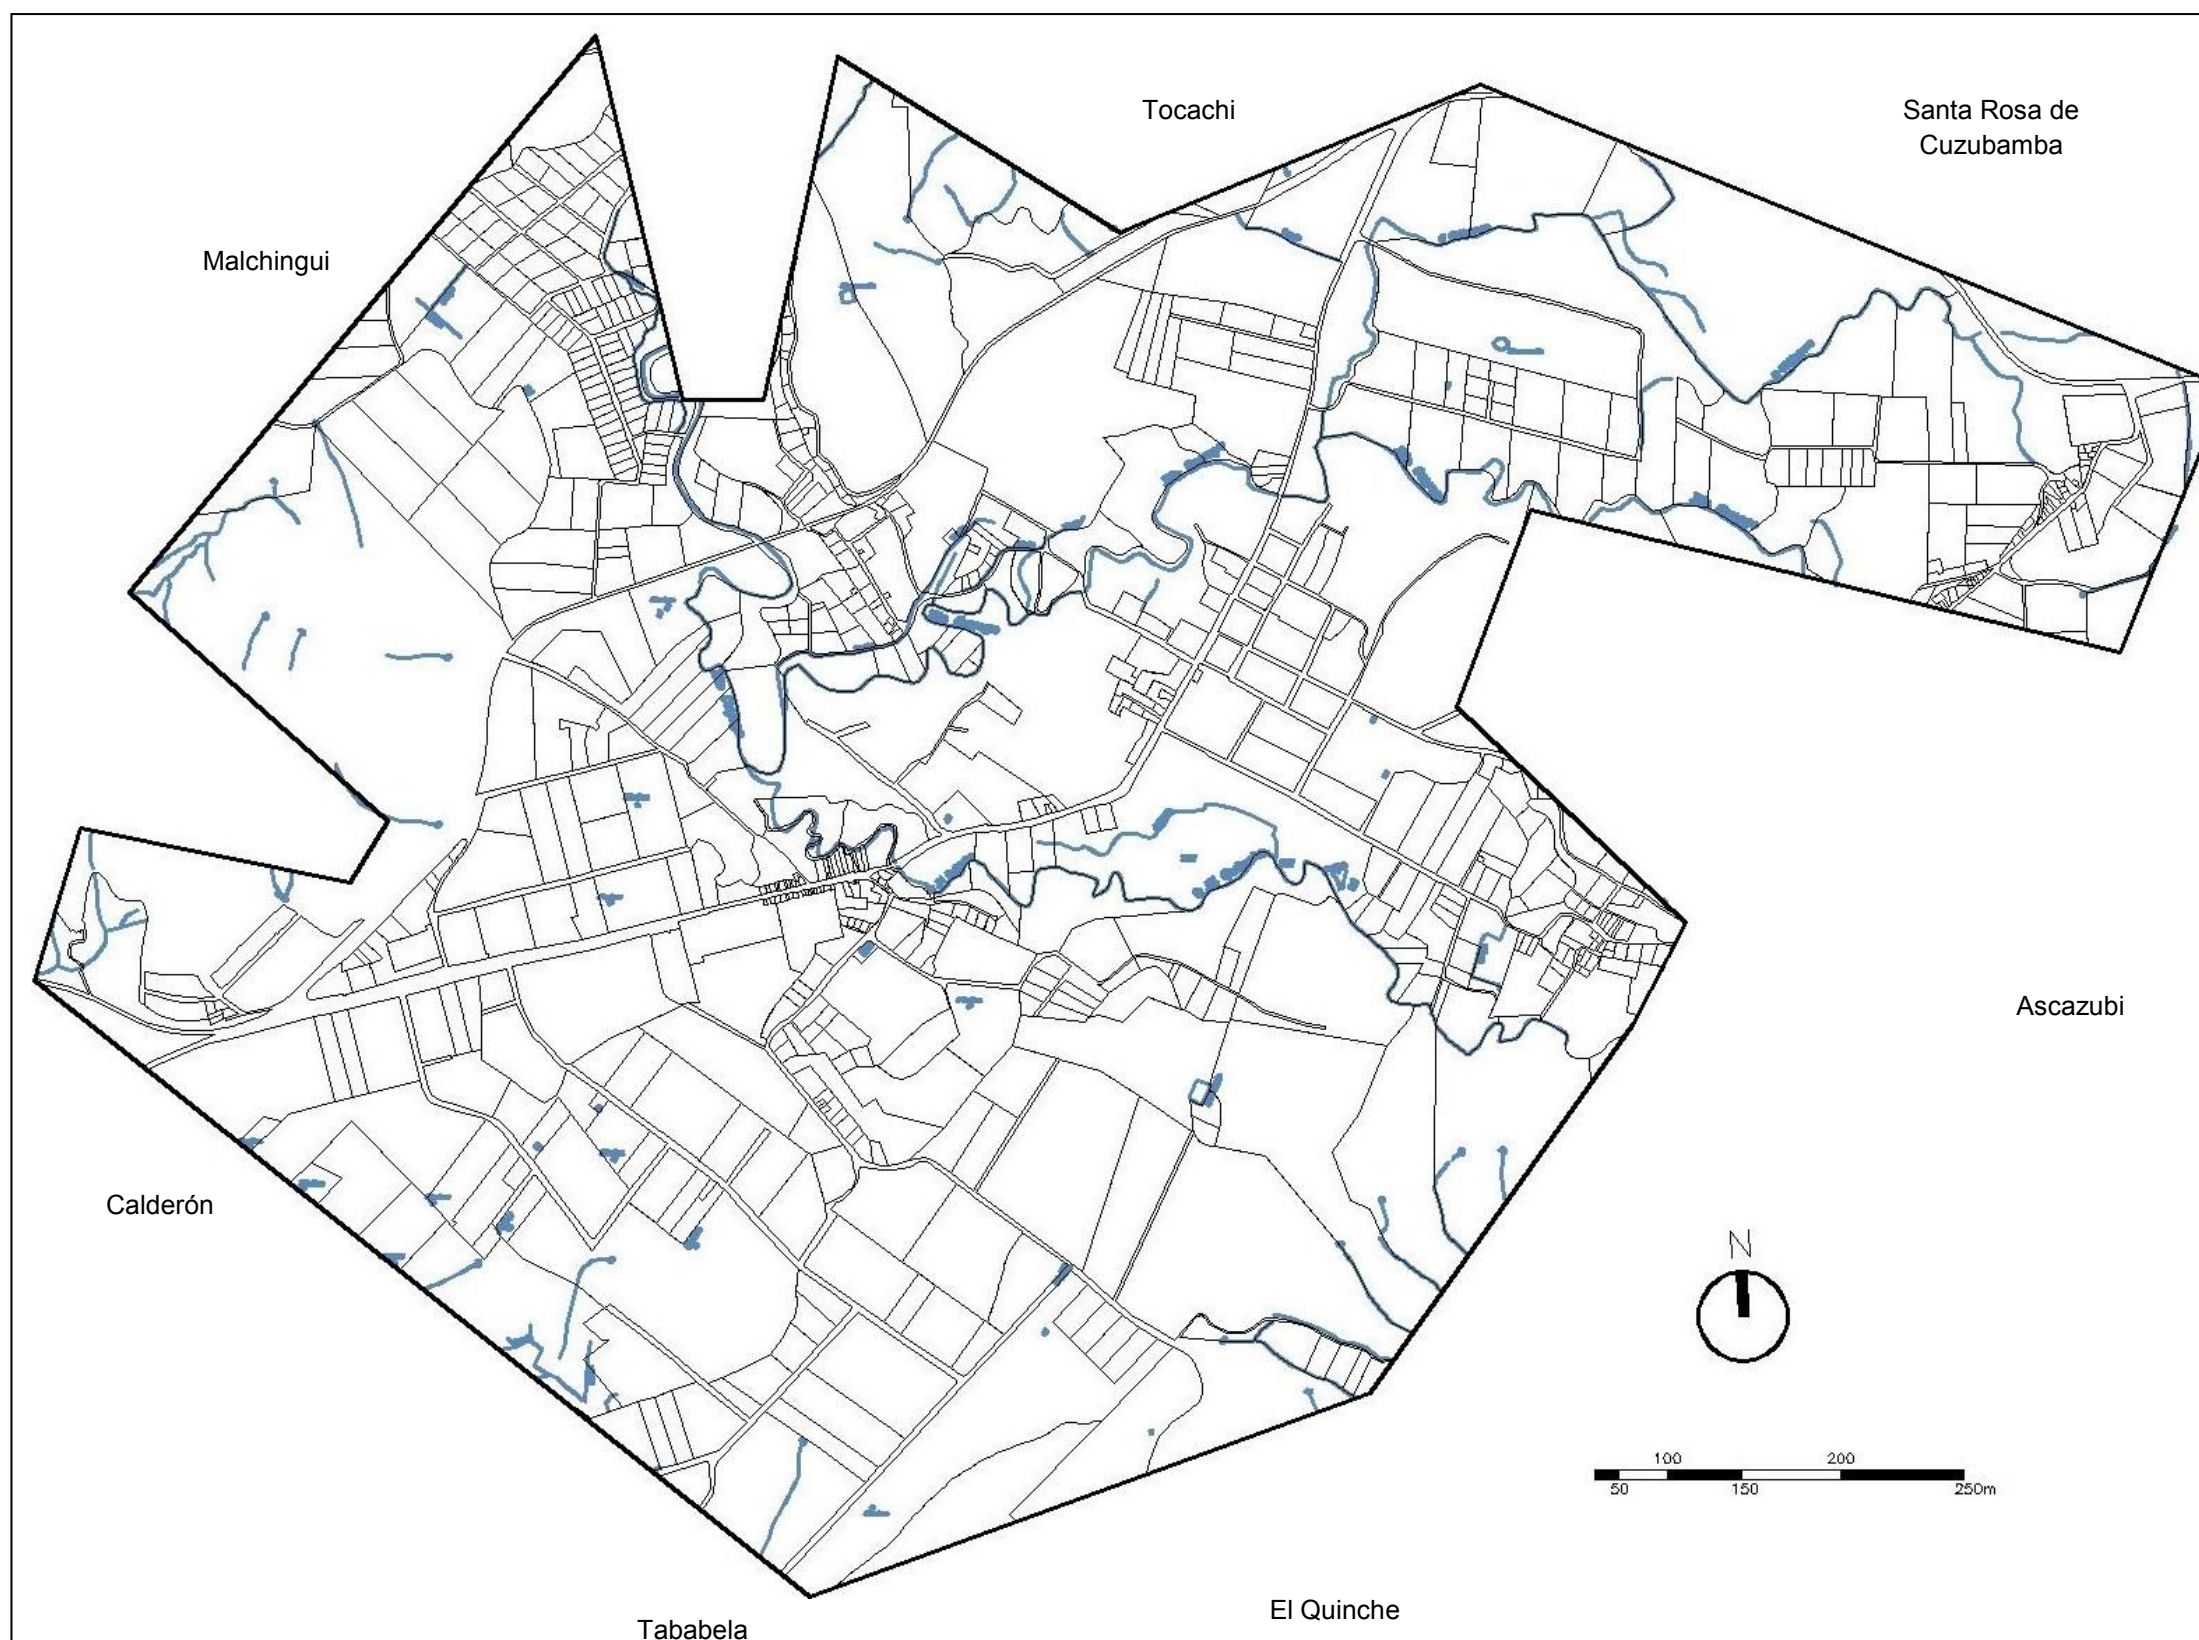 Tocachi
Santa Rosa de
Cuzubamba
Malchingui
Ascazubi
Calderón
N
100 200
50 150 250m
El Quinche
Tababela